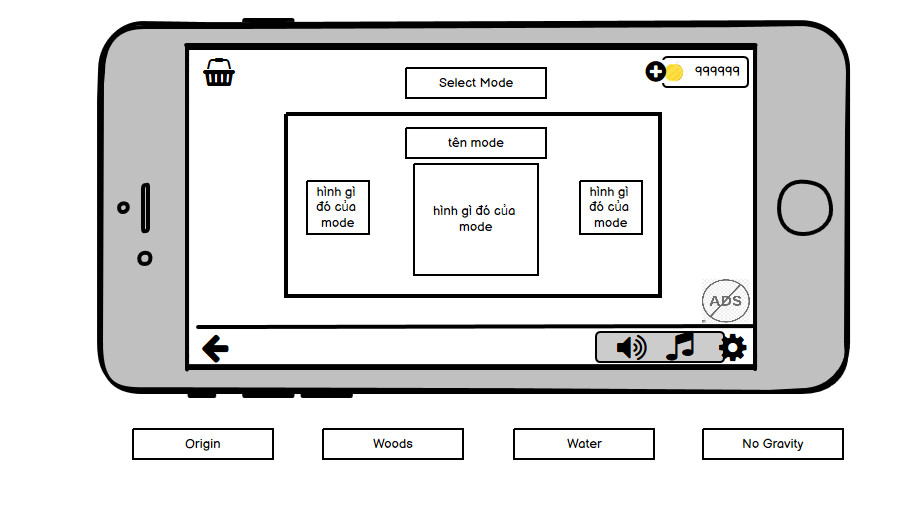 Select Mode
999999
tên mode
hình gì
đó của
mode
hình gì đó của
mode
hình gì
đó của
mode
ADS
Origin
Woods
Water
No Gravity